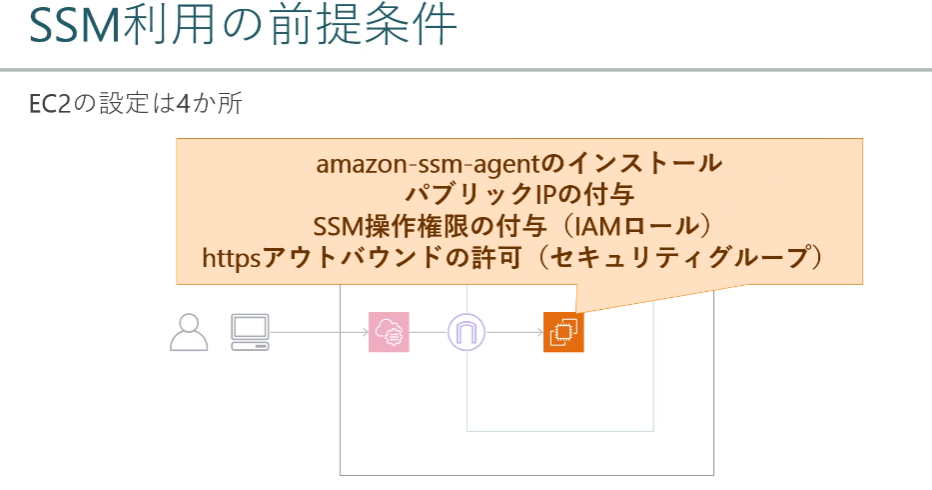 SSM利用の前提条件
EC2の設定は4か所
amazon-ssm-agentのインストール
パブリックIPの付与
SSM操作権限の付与（IAMロール）
httpsアウトバウンドの許可（セキュリティグループ）